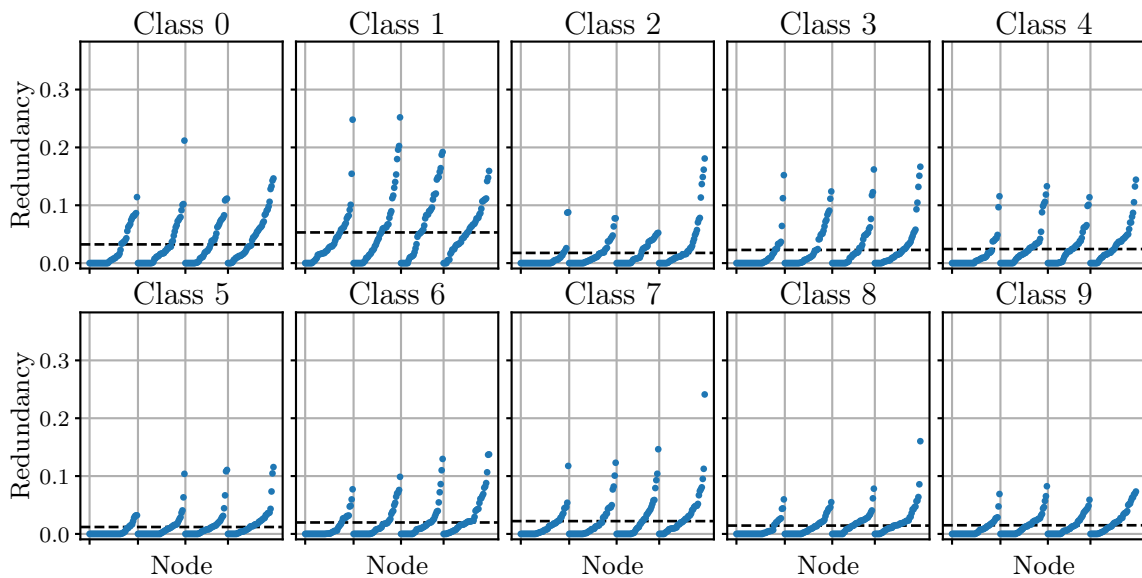 Class 0 Class 1 Class 2 Class 3 Class 4
Redundancy
0.3
0.2
0.1
0.0
Class 5 Class 6 Class 7 Class 8 Class 9
Redundancy
0.3
0.2
0.1
0.0
Node Node Node Node Node